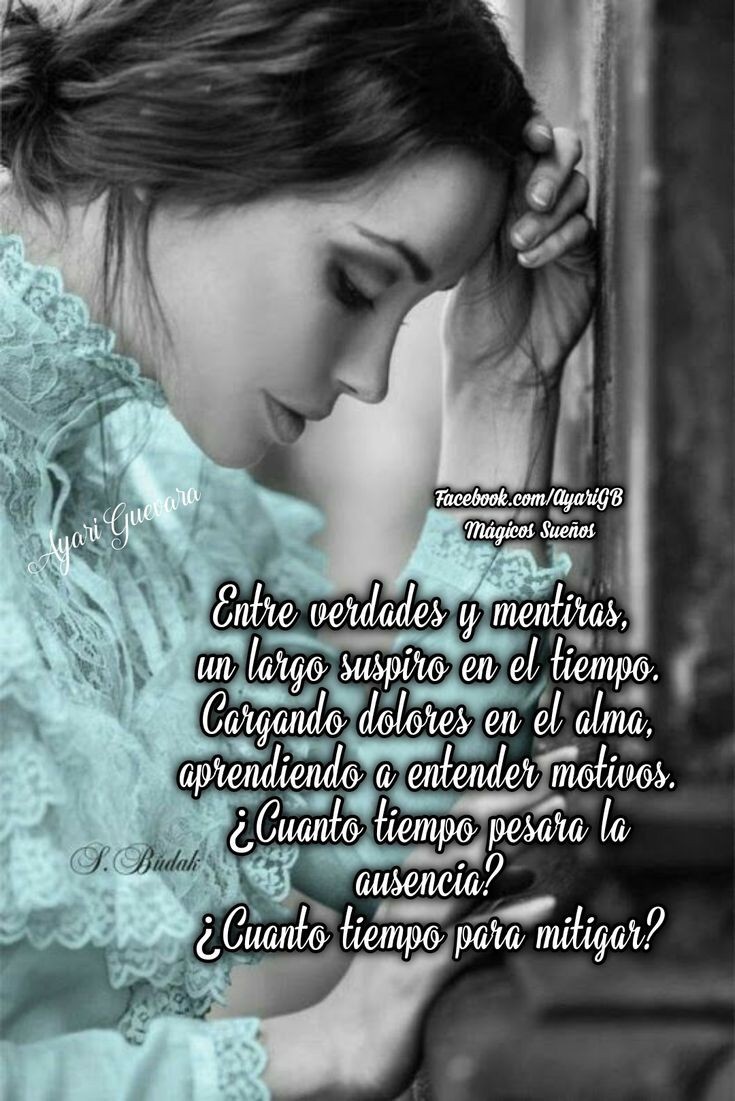 Facebook.com/AyariGB
Mágicos Sueños
Ayari Guevara
Entre verdades y mentiras,
un largo suspiro en el tiempo.
Cargando dolores en el alma,
aprendiendo a entender motivos.
¿Cuanto tiempo pesara la
ausencia?
S. Budak
¿Cuanto tiempo para mitigar?